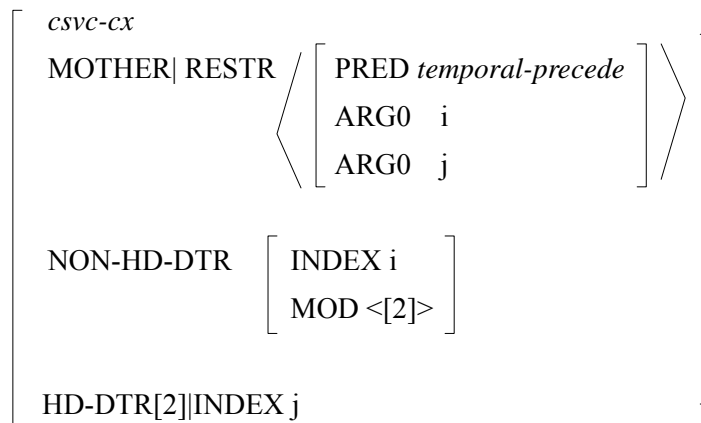 csvc-cx
MOTHER| RESTR PRED temporal-precede
ARG0 i
ARG0 j
NON-HD-DTR INDEX i
MOD <[2]>
HD-DTR[2]|INDEX j